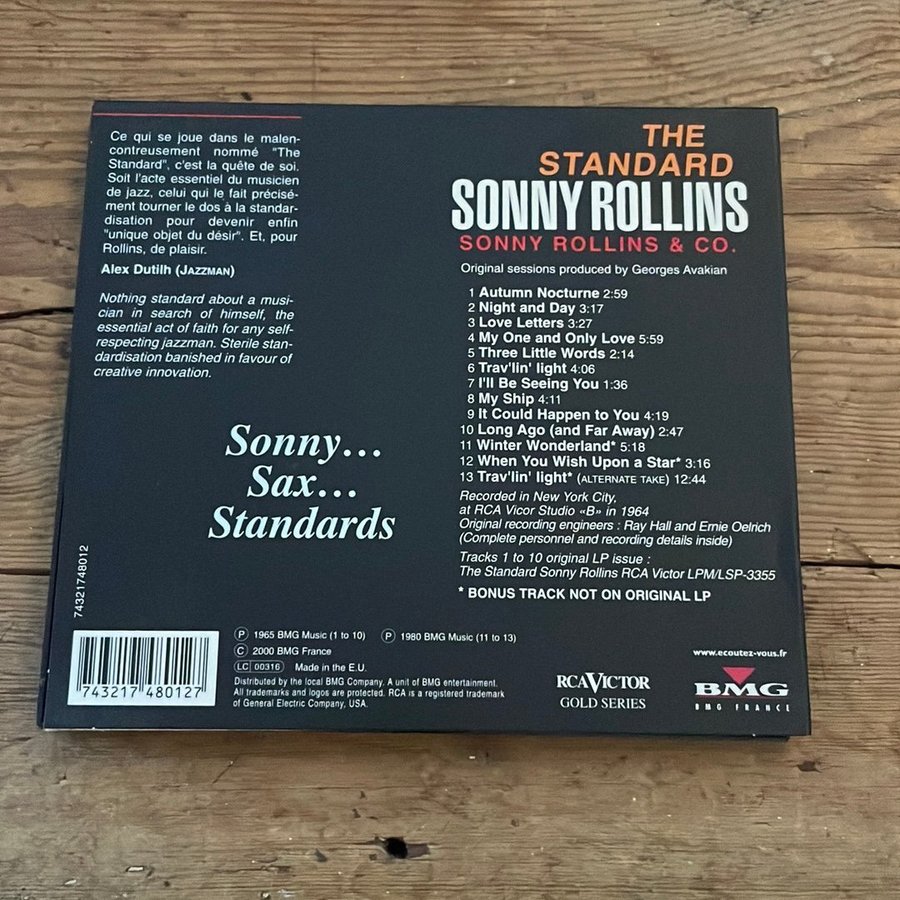 Ce qui se joue dans le malen-
contreusement nommé "The
Standard", c'est la quête de soi.
Soit l'acte essentiel du musicien
de jazz, celui qui le fait précisé-
ment tourner le dos à la standar-
disation pour devenir enfin
"unique objet du désir". Et, pour
Rollins, de plaisir.
Alex Dutilh (JAZZMAN)
Nothing standard about a musi-
cian in search of himself, the
essential act of faith for any self-
respecting jazzman. Sterile stan-
dardisation banished in favour of
creative innovation.
Sonny...
Sax...
Standards
74321748012
THE
STANDARD
SONNY ROLLINS
SONNY ROLLINS & CO.
Original sessions produced by Georges Avakian
1 Autumn Nocturne 2:59
2 Night and Day 3:17
3 Love Letters 3:27
4 My One and Only Love 5:59
5 Three Little Words 2:14
6 Trav'lin' light 4:06
7 I'll Be Seeing You 1:36
8 My Ship 4:11
9 It Could Happen to You 4:19
10 Long Ago (and Far Away) 2:47
11 Winter Wonderland* 5:18
12 When You Wish Upon a Star* 3:16
13 Trav'lin' light* (ALTERNATE TAKE) 12:44
Recorded in New York City,
at RCA Vicor Studio «B» in 1964
Original recording engineers : Ray Hall and Ernie Oelrich
(Complete personnel and recording details inside)
Tracks 1 to 10 original LP issue :
The Standard Sonny Rollins RCA Victor LPM/LSP-3355
* BONUS TRACK NOT ON ORIGINAL LP
7 43217 480127
Ⓟ 1965 BMG Music (1 to 10) Ⓟ 1980 BMG Music (11 to 13)
© 2000 BMG France
LC 00316 Made in the E.U.
Distributed by the local BMG Company. A unit of BMG entertainment.
All trademarks and logos are protected. RCA is a registered trademark
of General Electric Company, USA.
RCA VICTOR
GOLD SERIES
www.ecoutez-vous.fr
BMG
BMG FRANCE